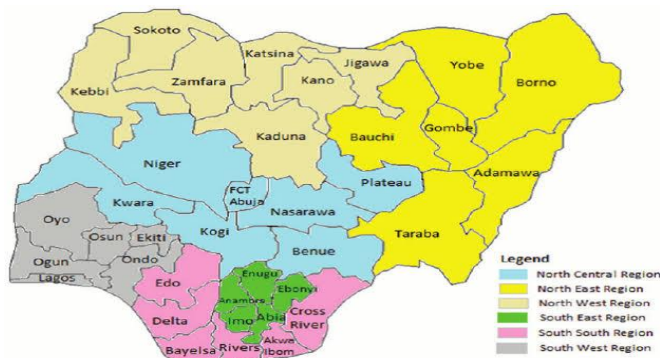 Sokoto
Katsina
Jigawa
Yobe
Borno
Zamfara
Kano
Kebbi
Kaduna
Bauchi
Gombe
Niger
Adamawa
FCT
Abuja
Plateau
Kwara
Nasarawa
Oyo
Kogi
Taraba
Osun
Ekiti
Benue
Ogun
Ondo
Lagos
Edo
Enugu
Ebonyi
Anambra
Delta
Imo
Abia
Cross
River
Bayelsa
Rivers
Akwa
Ibom
Legend
North Central Region
North East Region
North West Region
South East Region
South South Region
South West Region